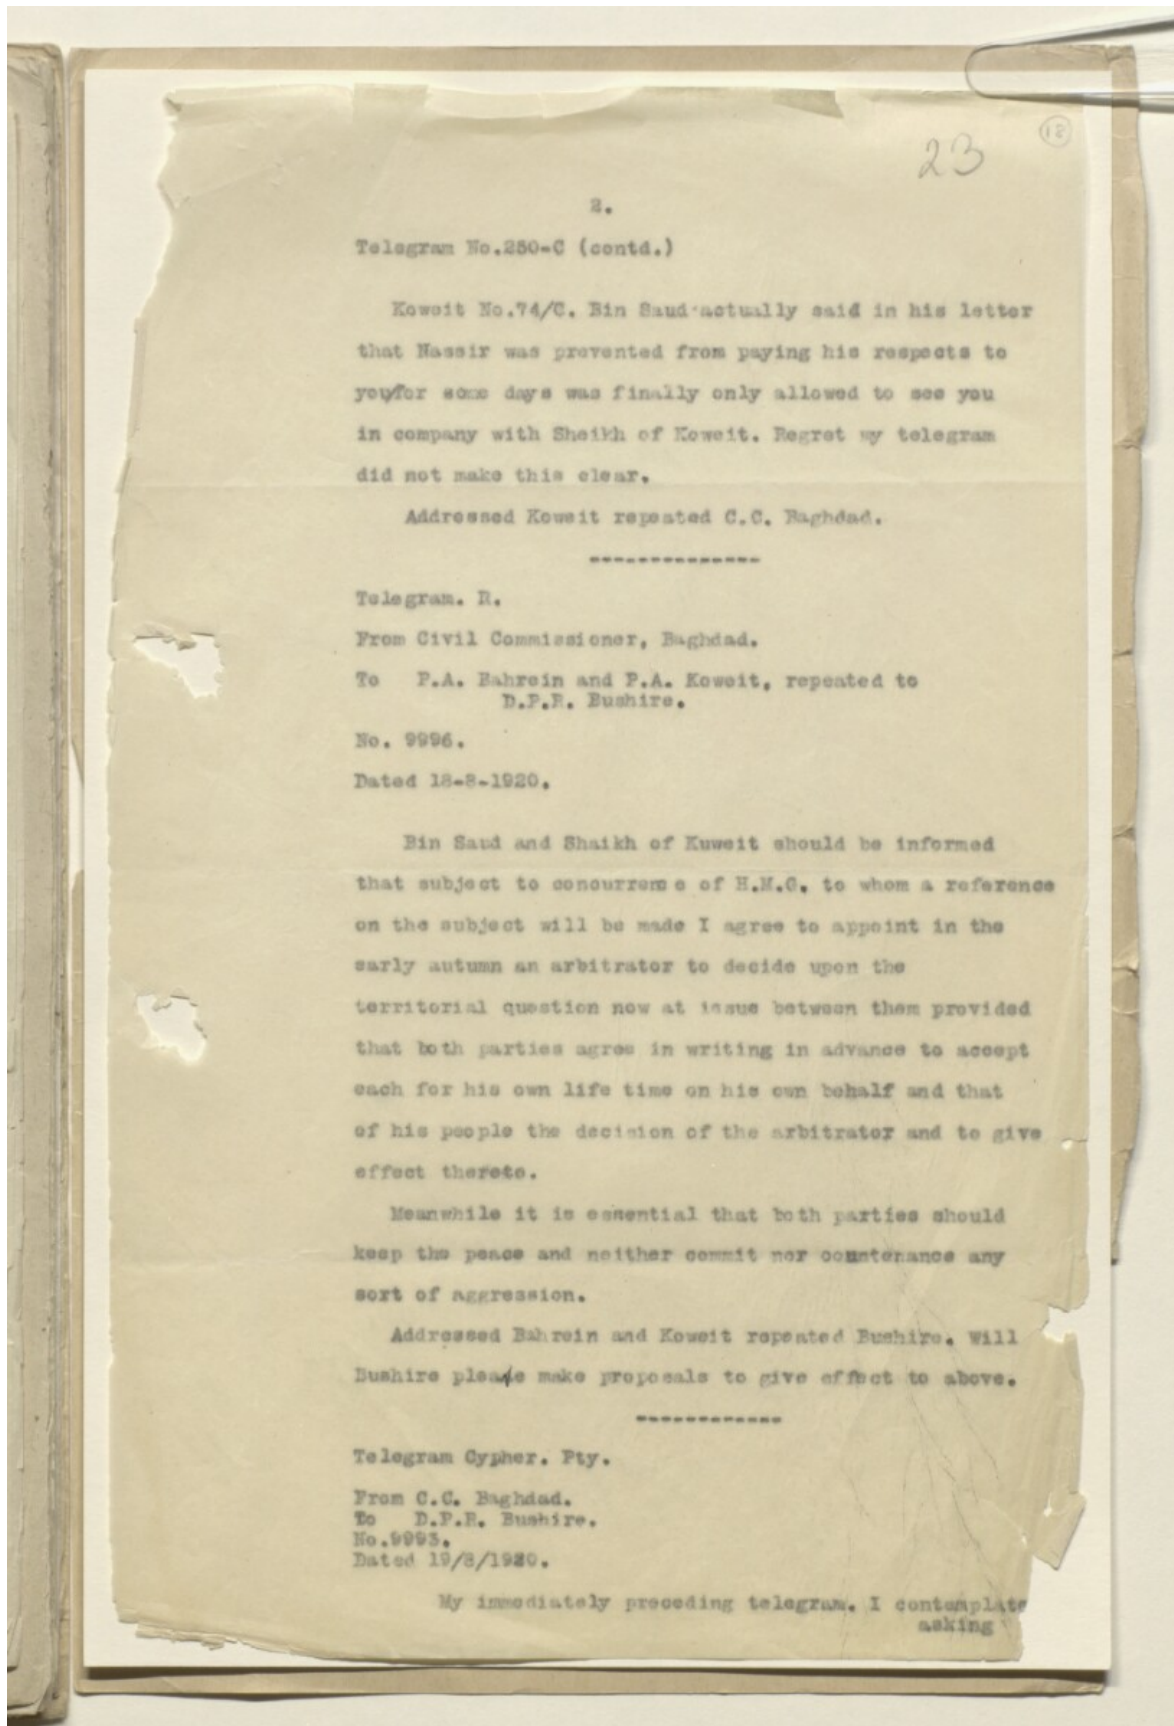 18
23
2.
Telegram No.250-C (contd.)
Koweit No.74/C. Bin Saud actually said in his letter
that Nassir was prevented from paying his respects to
you/for some days was finally only allowed to see you
in company with Sheikh of Koweit. Regret my telegram
did not make this clear.
Addressed Koweit repeated C.C. Baghdad.
--------------
Telegram. R.
From Civil Commissioner, Baghdad.
To P.A. Bahrein and P.A. Koweit, repeated to
D.P.R. Bushire.
No. 9996.
Dated 18-8-1920.
Bin Saud and Shaikh of Kuweit should be informed
that subject to concurrence of H.M.G. to whom a reference
on the subject will be made I agree to appoint in the
early autumn an arbitrator to decide upon the
territorial question now at issue between them provided
that both parties agree in writing in advance to accept
each for his own life time on his own behalf and that
of his people the decision of the arbitrator and to give
effect thereto.
Meanwhile it is essential that both parties should
keep the peace and neither commit nor countenance any
sort of aggression.
Addressed Bahrein and Koweit repeated Bushire. Will
Bushire please make proposals to give effect to above.
------------
Telegram Cypher. Pty.
From C.C. Baghdad.
To D.P.R. Bushire.
No.9993.
Dated 19/8/1920.
My immediately preceding telegram. I contemplate
asking